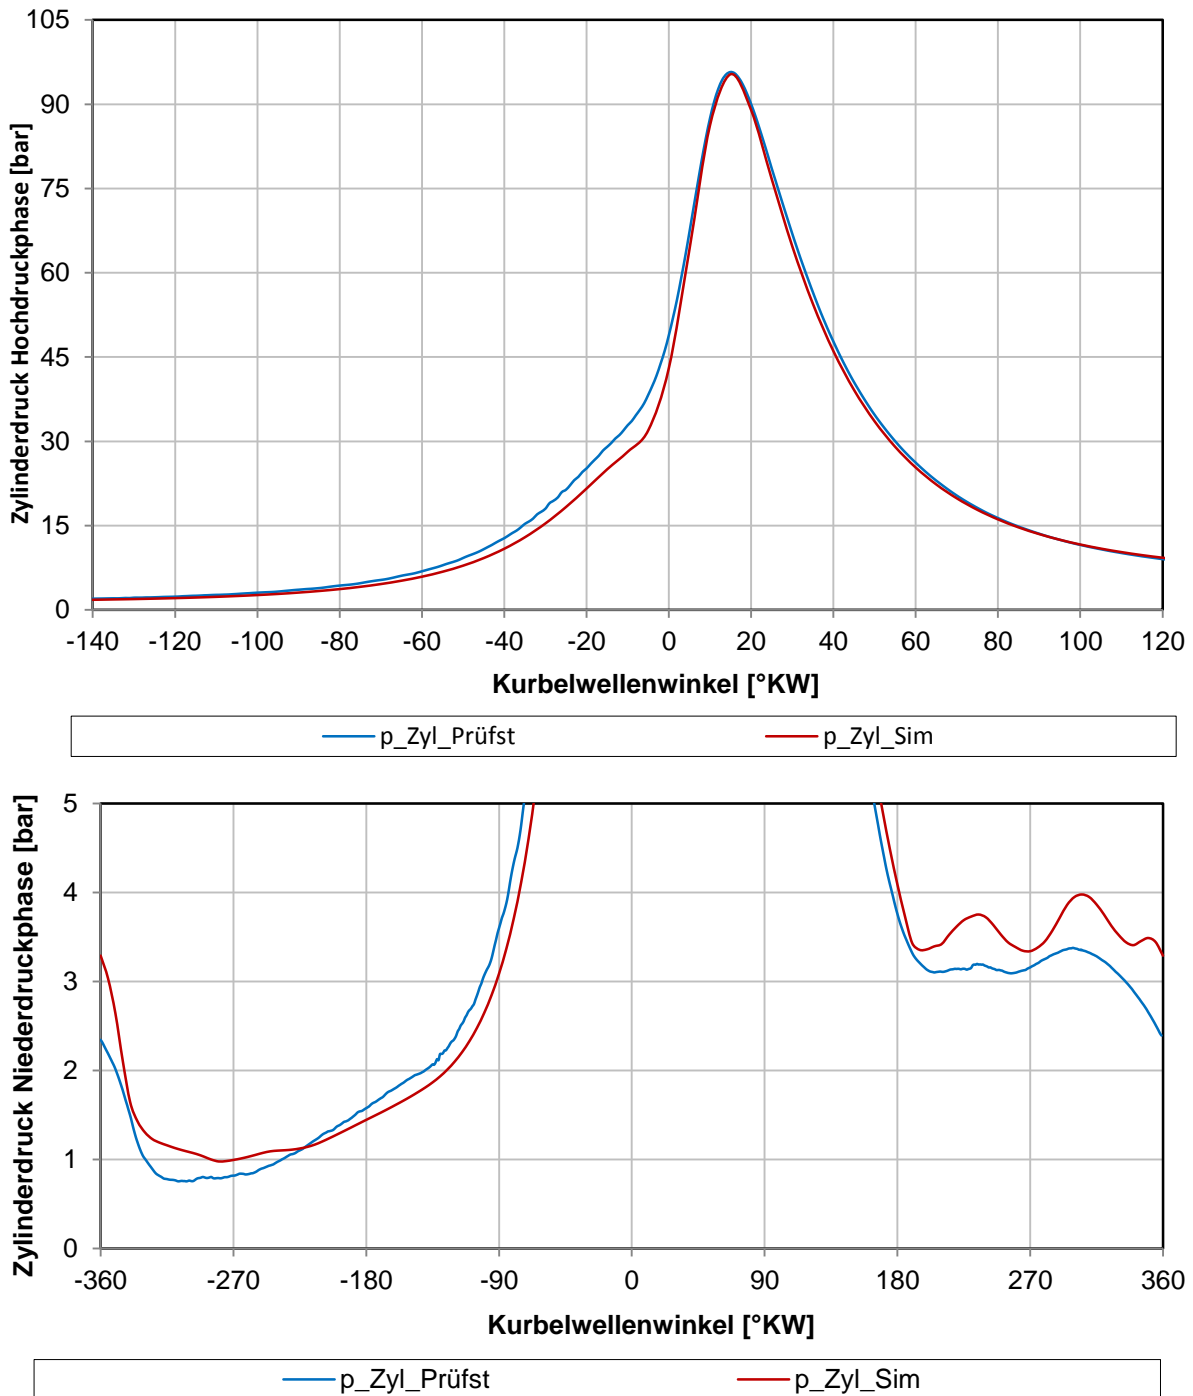 Zylinderdruck Hochdruckphase [bar]
105
90
75
60
45
30
15
0
-140 -120 -100 -80 -60 -40 -20 0 20 40 60 80 100 120
Kurbelwellenwinkel [°KW]
p_Zyl_Prüfst p_Zyl_Sim
Zylinderdruck Niederdruckphase [bar]
5
4
3
2
1
0
-360 -270 -180 -90 0 90 180 270 360
Kurbelwellenwinkel [°KW]
p_Zyl_Prüfst p_Zyl_Sim